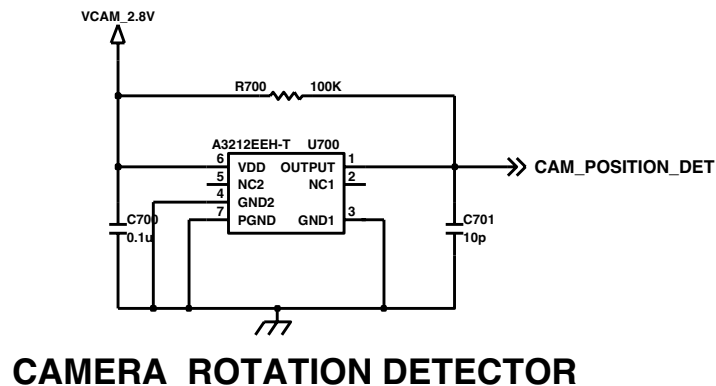 VCAM_2.8V
R700 100K
A3212EEH-T U700
6 VDD OUTPUT 1
5 NC2 NC1 2
4 GND2
7 PGND GND1 3
CAM_POSITION_DET
C700
0.1u
C701
10p
CAMERA ROTATION DETECTOR